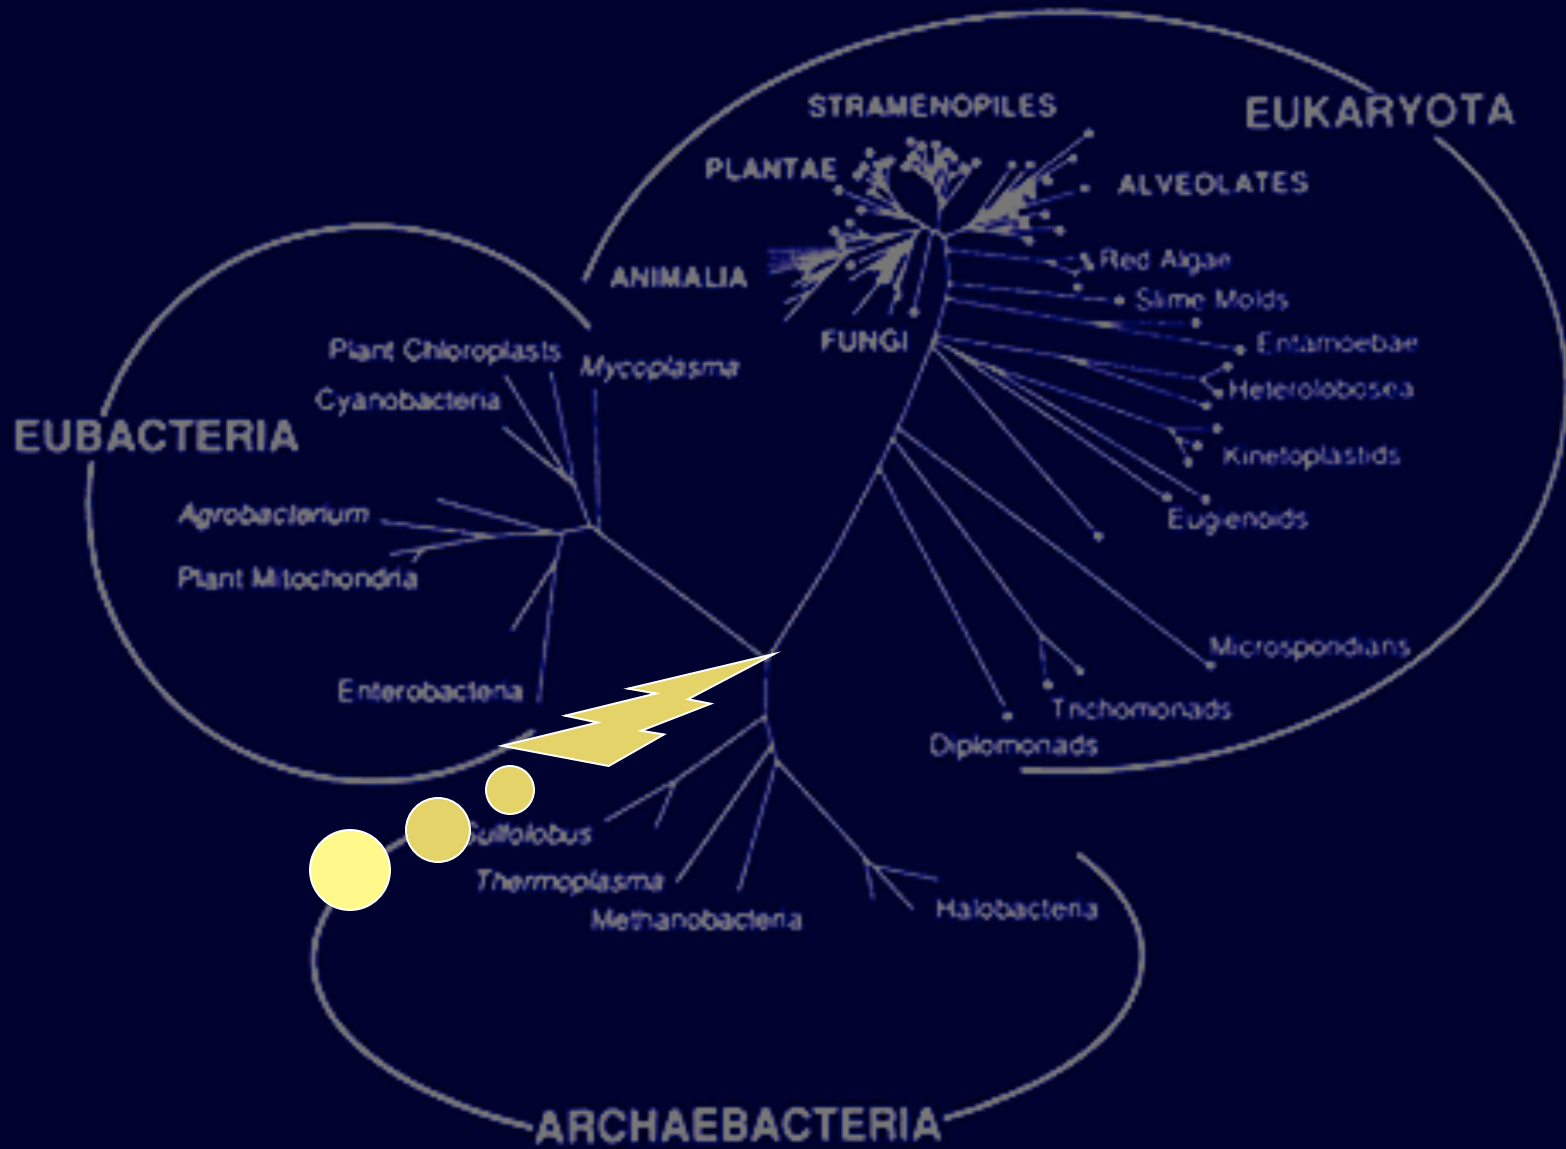 STRAMENOPILES
EUKARYOTA
PLANTAE
ALVEOLATES
Red Algae
ANIMALIA
Slime Molds
FUNGI
Entamoebae
Plant Chloroplasts
Mycoplasma
Heterolobosea
Cyanobacteria
EUBACTERIA
Kinetoplastids
Agrobacterium
Euglenoids
Plant Mitochondria
Microsporidians
Enterobacteria
Trichomonads
Diplomonads
Sulfolobus
Thermoplasma
Methanobacteria
Halobacteria
ARCHAEBACTERIA